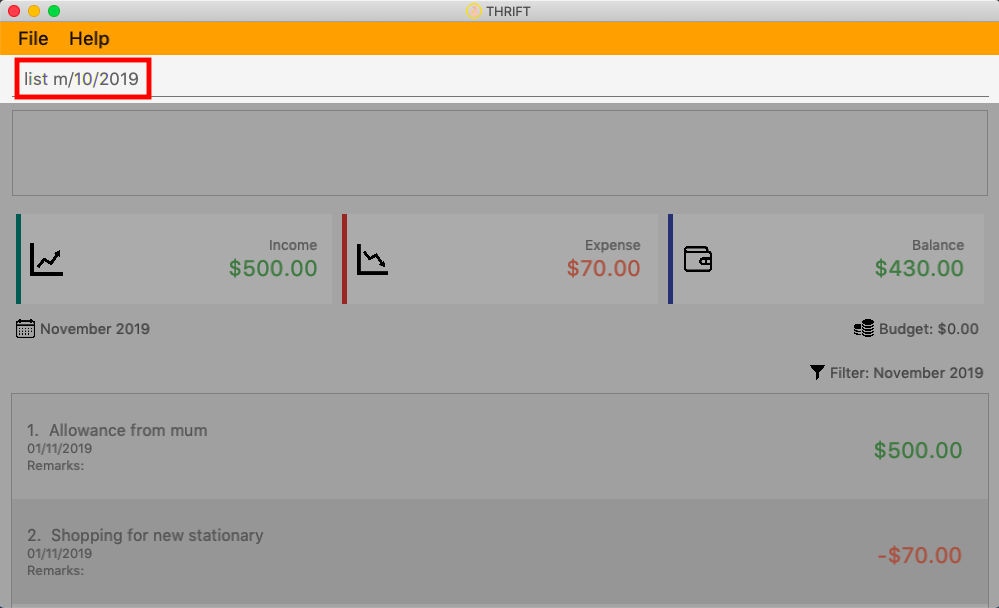 THRIFT
File Help
list m/10/2019
Income
$500.00
Expense
$70.00
Balance
$430.00
November 2019
Budget: $0.00
Filter: November 2019
1. Allowance from mum
01/11/2019
Remarks:
$500.00
2. Shopping for new stationary
01/11/2019
Remarks:
-$70.00